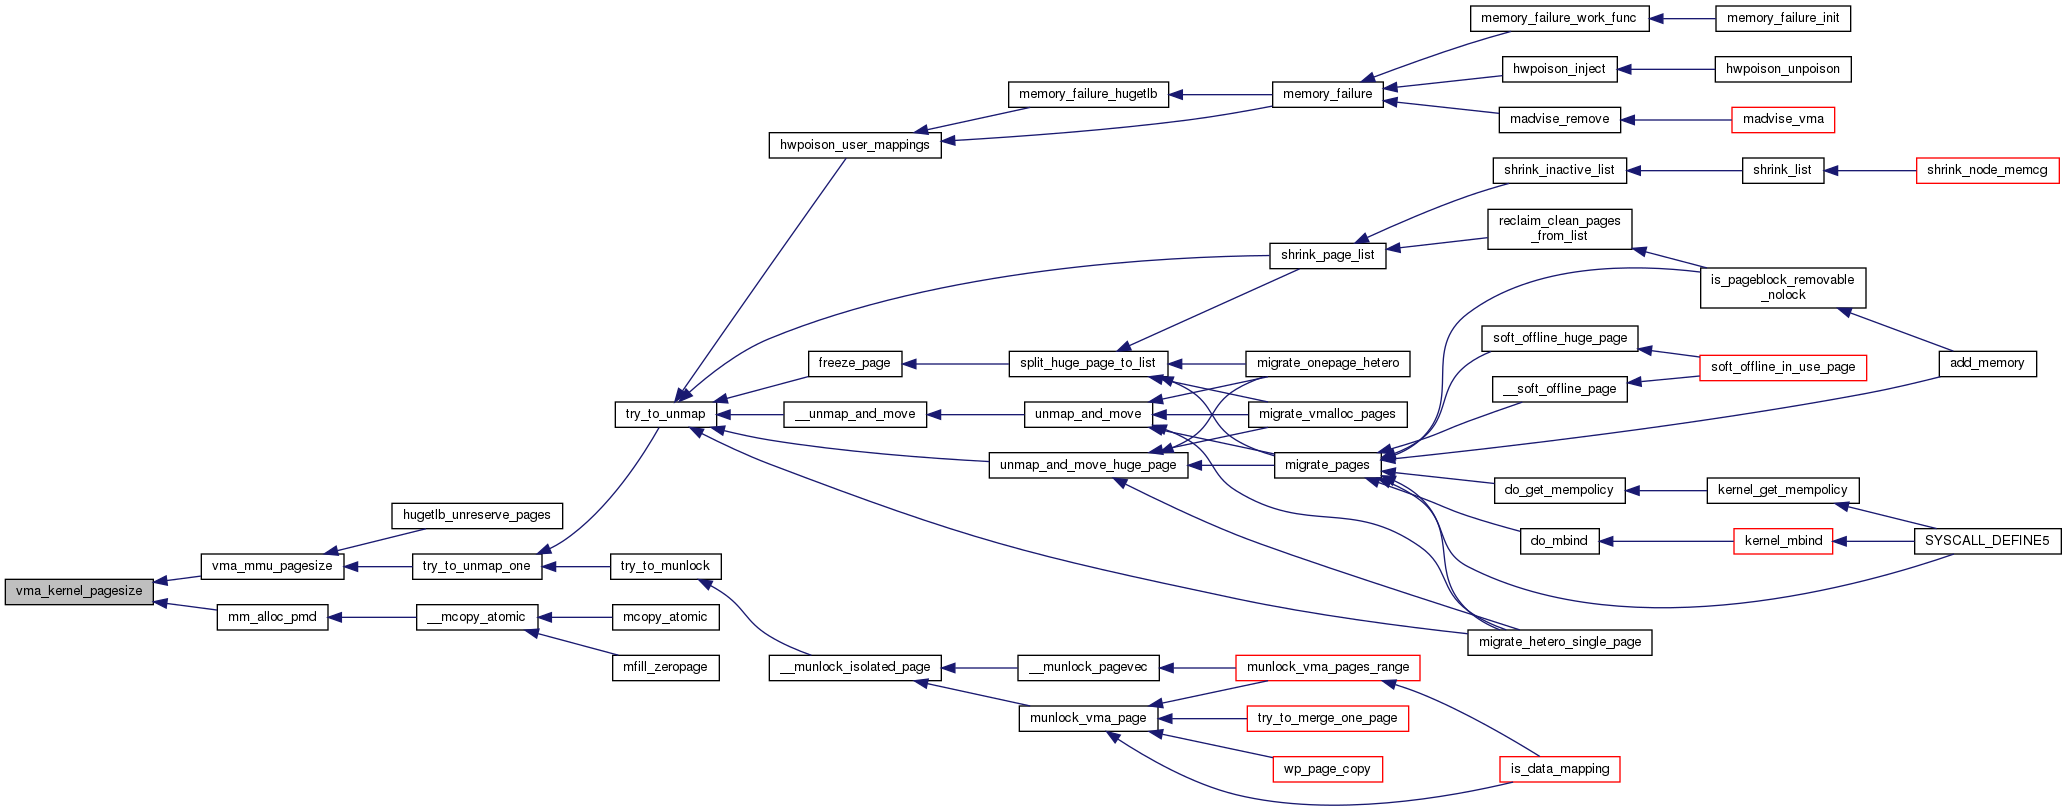 memory_failure_work_func
memory_failure_init
hwpoison_inject
hwpoison_unpoison
memory_failure_hugetlb
memory_failure
madvise_remove
madvise_vma
hwpoison_user_mappings
shrink_inactive_list
shrink_list
shrink_node_memcg
reclaim_clean_pages
_from_list
shrink_page_list
is_pageblock_removable
_nolock
soft_offline_huge_page
freeze_page
split_huge_page_to_list
migrate_onepage_hetero
soft_offline_in_use_page
add_memory
__soft_offline_page
try_to_unmap
__unmap_and_move
unmap_and_move
migrate_vmalloc_pages
unmap_and_move_huge_page
migrate_pages
do_get_mempolicy
kernel_get_mempolicy
hugetlb_unreserve_pages
do_mbind
kernel_mbind
SYSCALL_DEFINE5
vma_mmu_pagesize
try_to_unmap_one
try_to_munlock
vma_kernel_pagesize
mm_alloc_pmd
__mcopy_atomic
mcopy_atomic
migrate_hetero_single_page
mfill_zeropage
__munlock_isolated_page
__munlock_pagevec
munlock_vma_pages_range
munlock_vma_page
try_to_merge_one_page
wp_page_copy
is_data_mapping